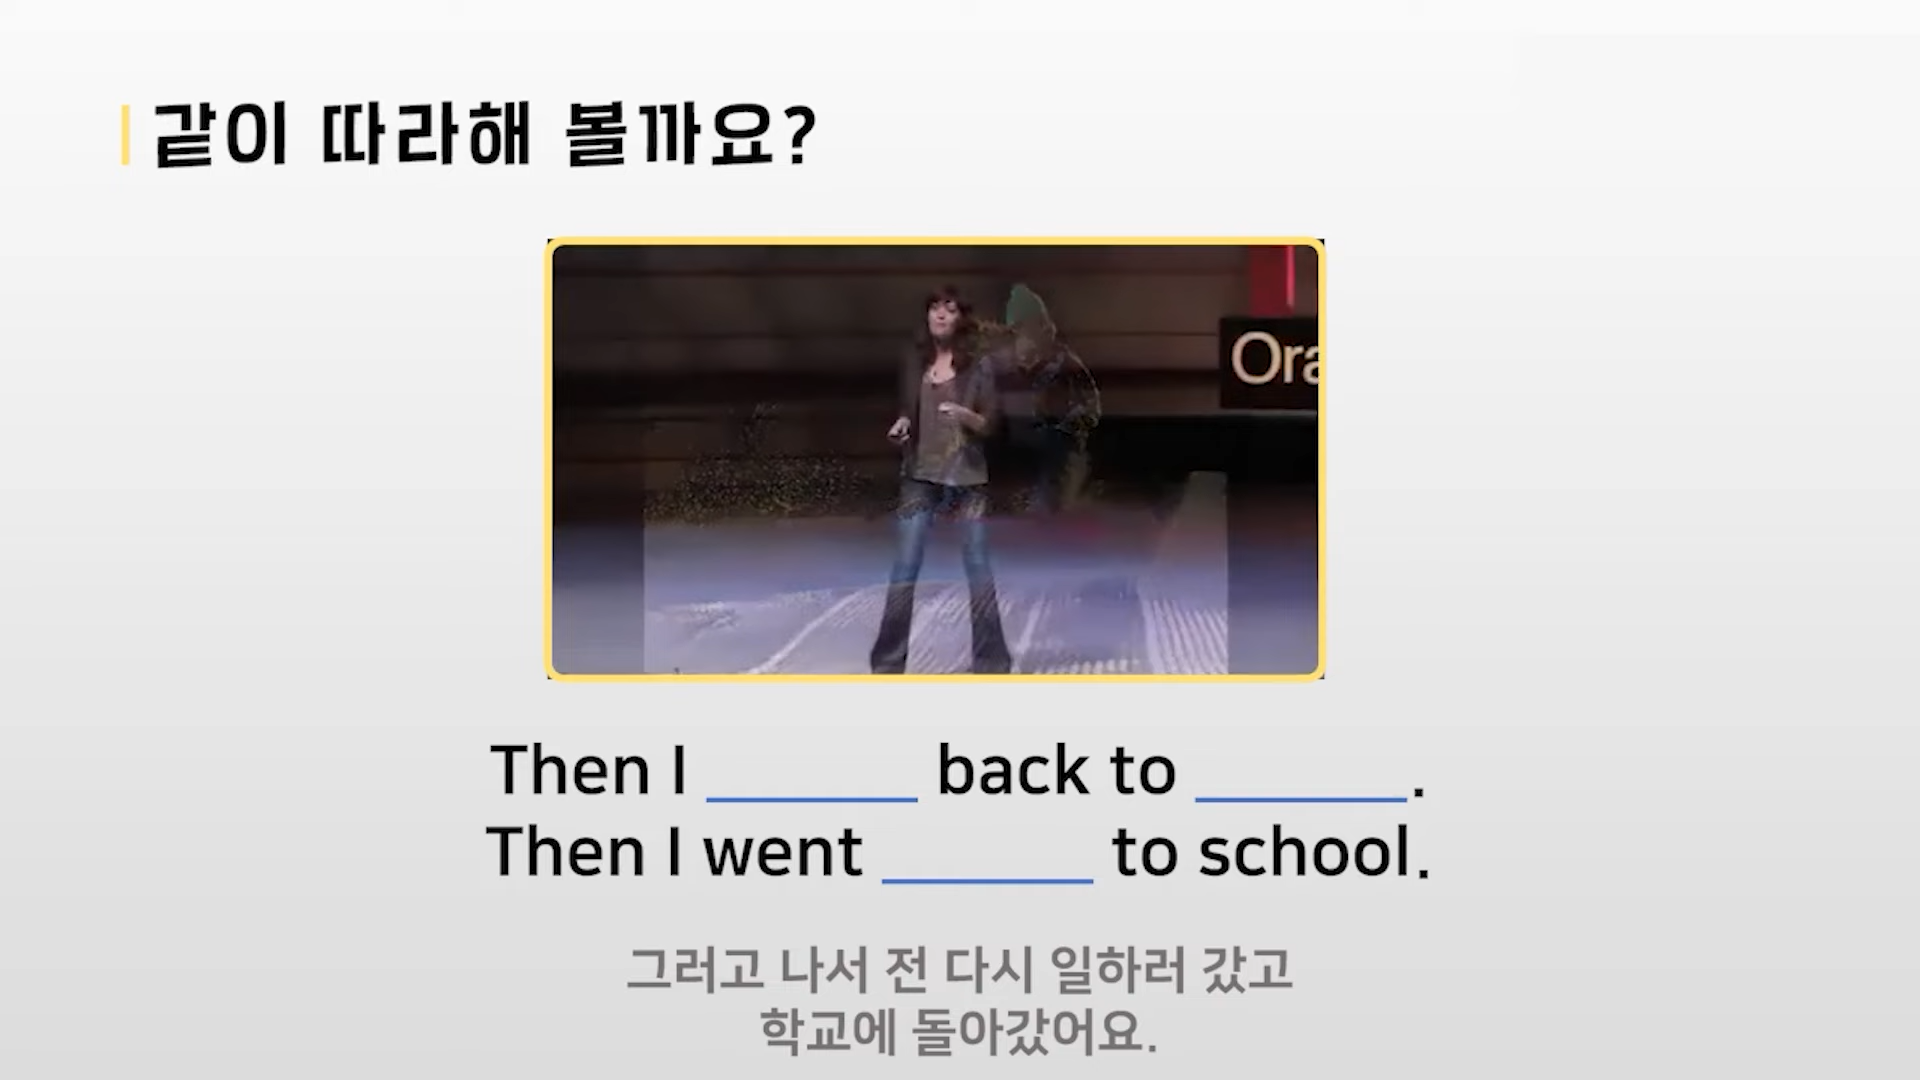 같이 따라해 볼까요?
Ora
Then I ______ back to ______.
Then I went ______ to school.
그러고 나서 전 다시 일하러 갔고
학교에 돌아갔어요.